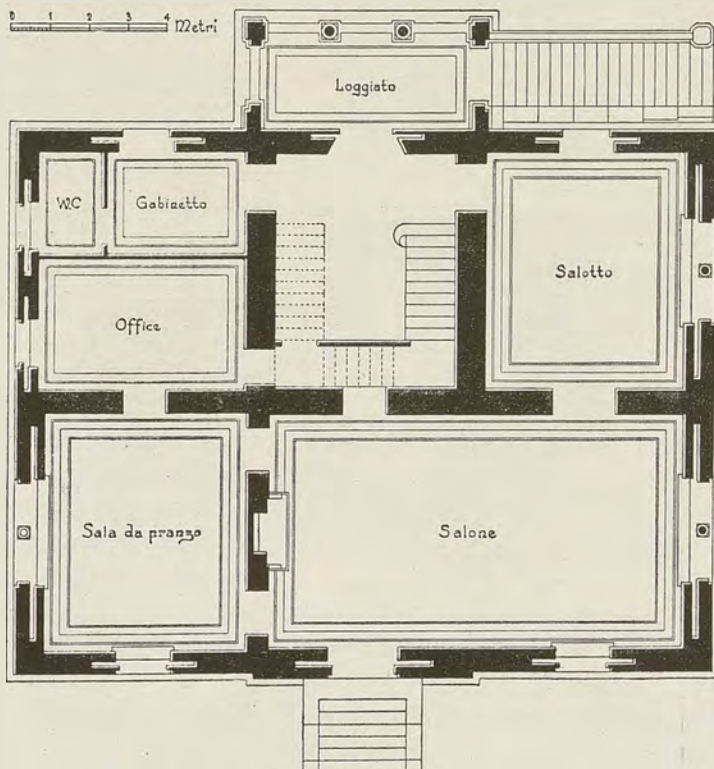 0 1 2 3 4 Metri
Loggiato
W.C
Gabinetto
Salotto
Office
Sala da pranzo
Salone